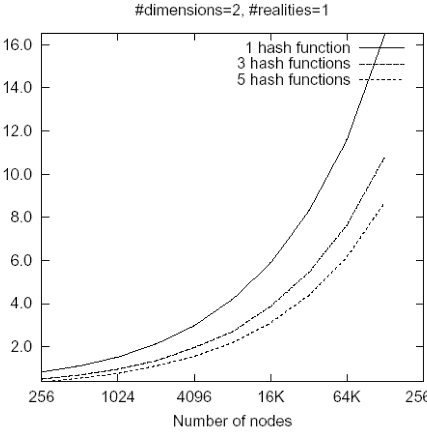 #dimensions=2, #realities=1
16.0
14.0
12.0
10.0
8.0
6.0
4.0
2.0
1 hash function
3 hash functions
5 hash functions
256 1024 4096 16K 64K 256
Number of nodes